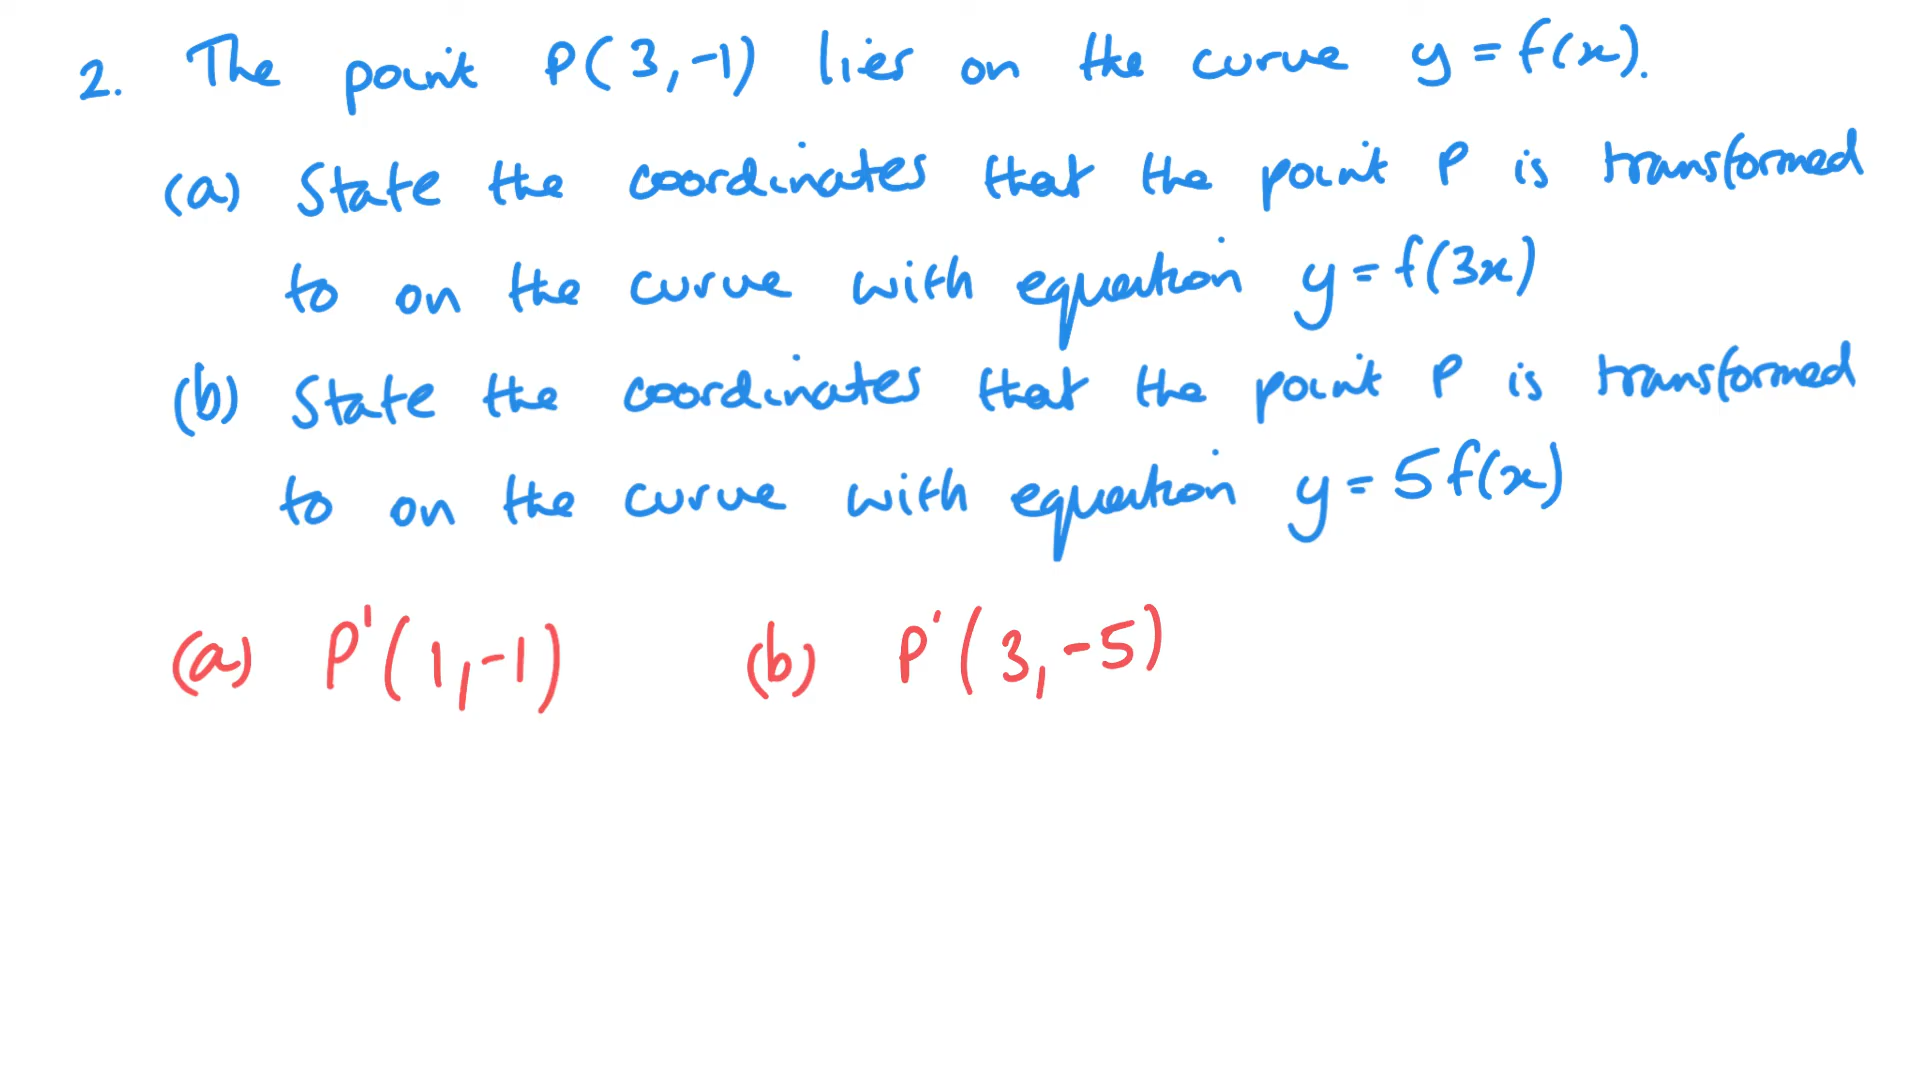 2. The point P(3,-1) lies on the curve y = f(x).
(a) State the coordinates that the point P is transformed
to on the curve with equation y = f(3x)
(b) State the coordinates that the point P is transformed
to on the curve with equation y = 5f(x)
(a) P'(1,-1) (b) P'(3,-5)